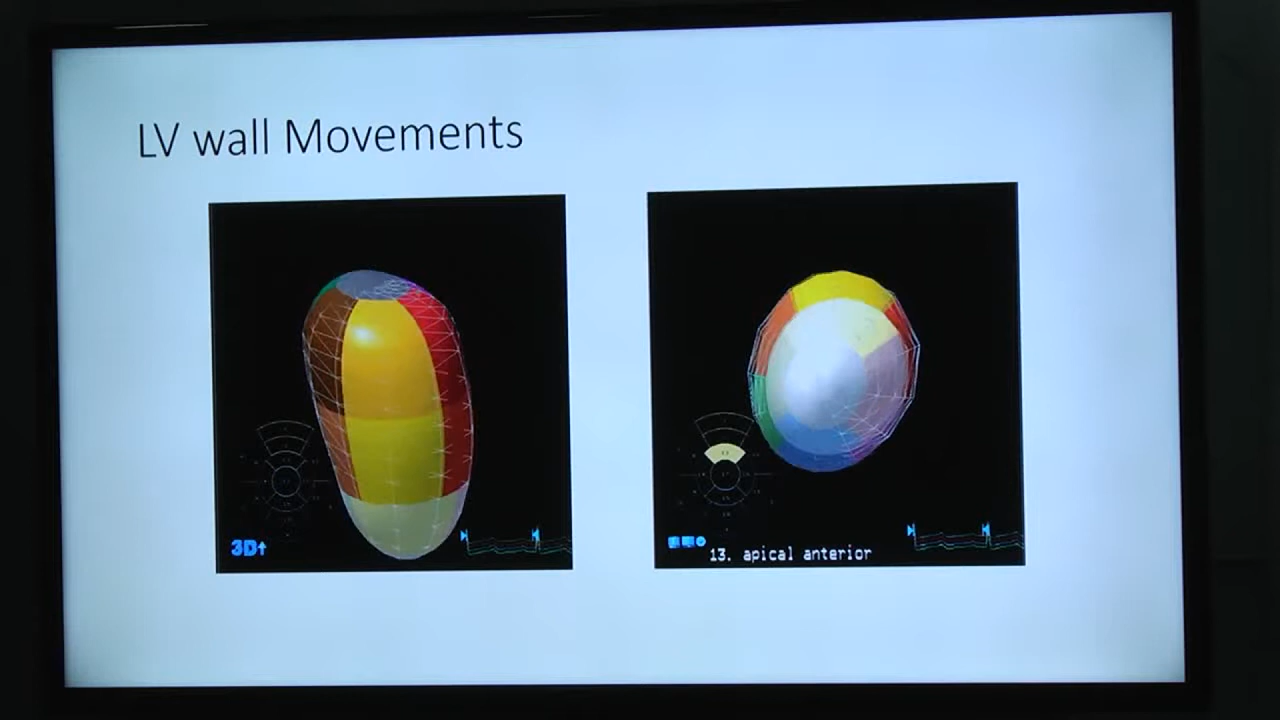 LV wall Movements
3D↑
13. apical anterior